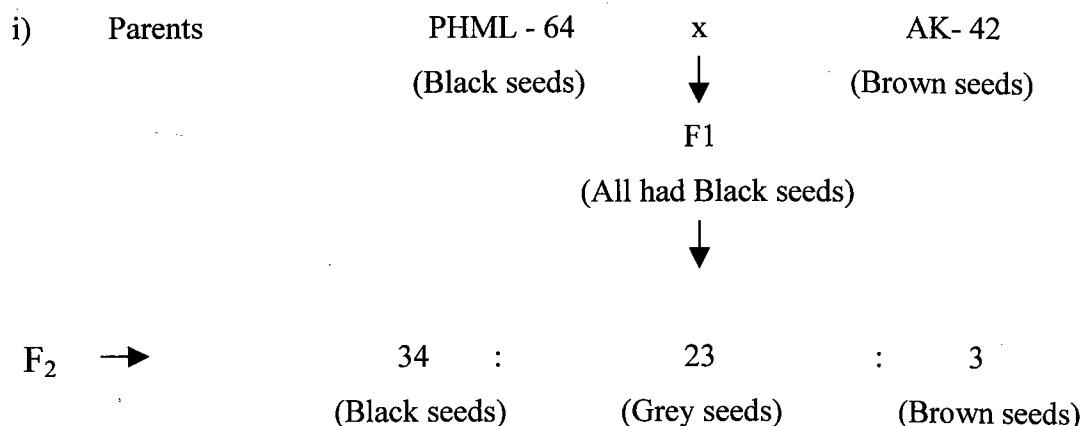 i) Parents PHML - 64 x AK- 42
(Black seeds) (Brown seeds)
F1
(All had Black seeds)
F2 → 34 : 23 : 3
(Black seeds) (Grey seeds) (Brown seeds)